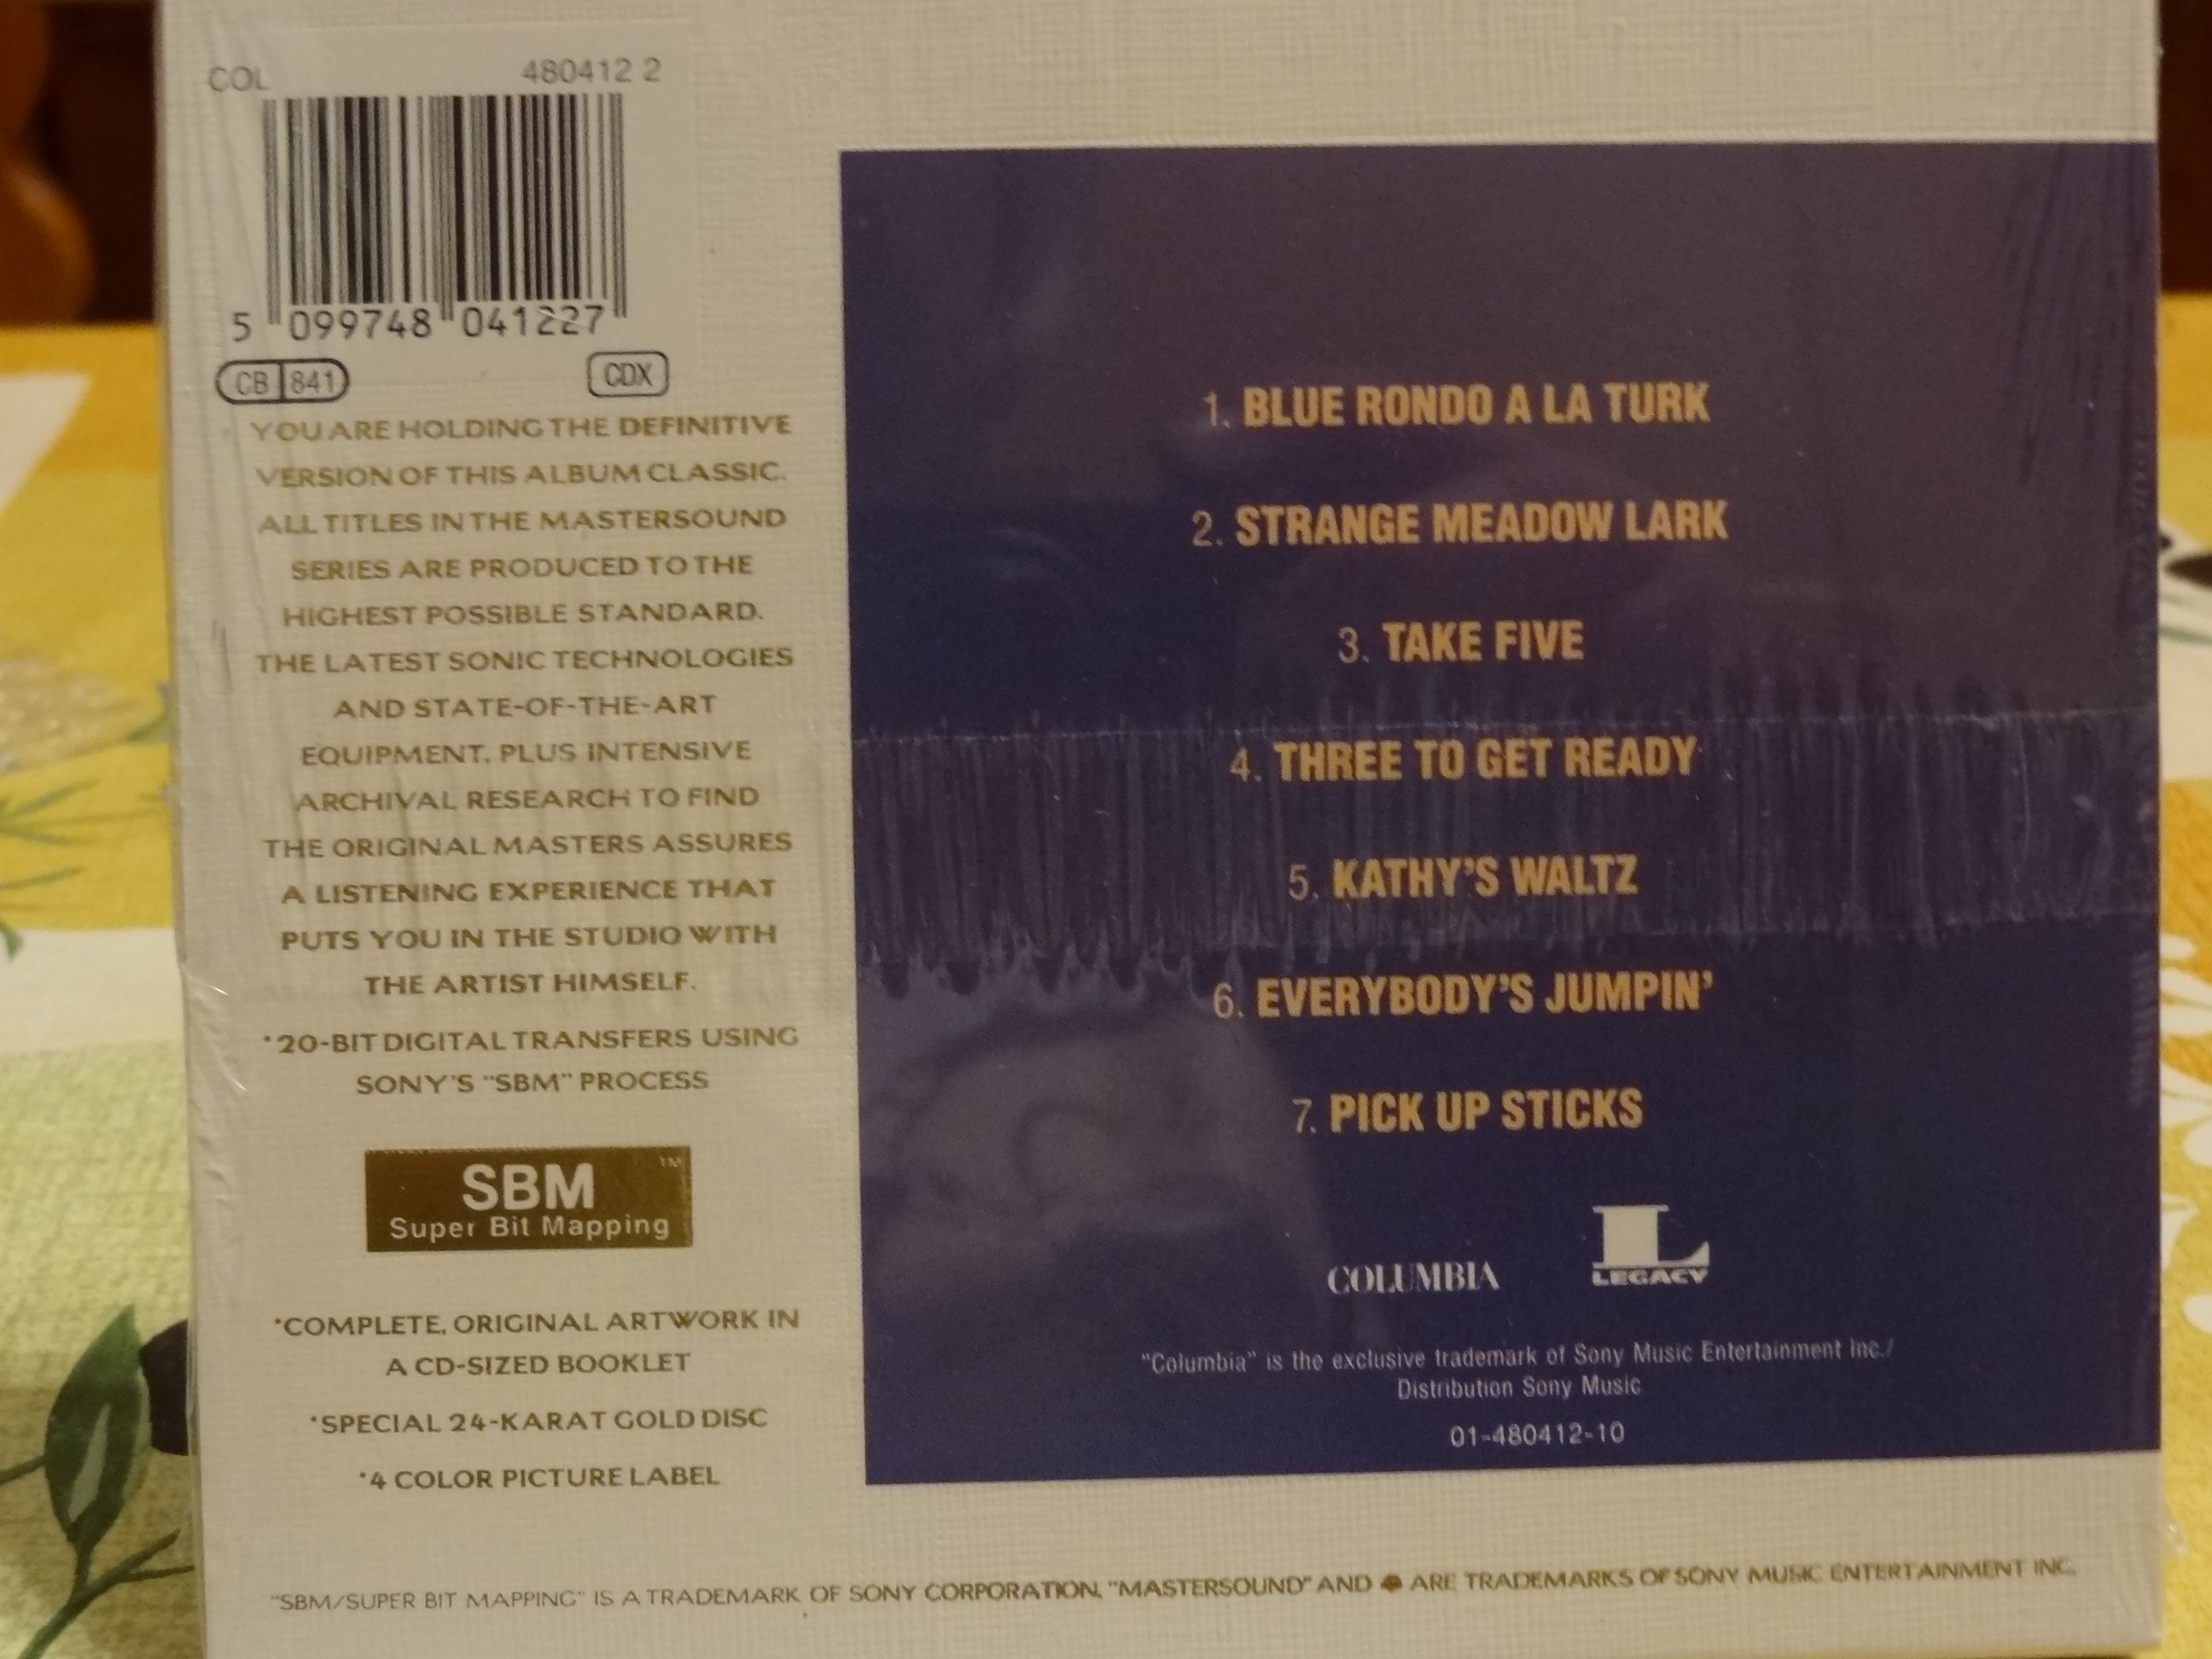 COL 480412 2
5 099748 041227
CB 841 CDX
YOU ARE HOLDING THE DEFINITIVE
VERSION OF THIS ALBUM CLASSIC.
ALL TITLES IN THE MASTERSOUND
SERIES ARE PRODUCED TO THE
HIGHEST POSSIBLE STANDARD.
THE LATEST SONIC TECHNOLOGIES
AND STATE-OF-THE-ART
EQUIPMENT, PLUS INTENSIVE
ARCHIVAL RESEARCH TO FIND
THE ORIGINAL MASTERS ASSURES
A LISTENING EXPERIENCE THAT
PUTS YOU IN THE STUDIO WITH
THE ARTIST HIMSELF.
*20-BIT DIGITAL TRANSFERS USING
SONY'S "SBM" PROCESS
SBM™
Super Bit Mapping
*COMPLETE, ORIGINAL ARTWORK IN
A CD-SIZED BOOKLET
*SPECIAL 24-KARAT GOLD DISC
*4 COLOR PICTURE LABEL
1. BLUE RONDO A LA TURK
2. STRANGE MEADOW LARK
3. TAKE FIVE
4. THREE TO GET READY
5. KATHY'S WALTZ
6. EVERYBODY'S JUMPIN'
7. PICK UP STICKS
COLUMBIA
L
LEGACY
"Columbia" is the exclusive trademark of Sony Music Entertainment Inc./
Distribution Sony Music
01-480412-10
"SBM/SUPER BIT MAPPING" IS A TRADEMARK OF SONY CORPORATION, "MASTERSOUND" AND ARE TRADEMARKS OF SONY MUSIC ENTERTAINMENT INC.